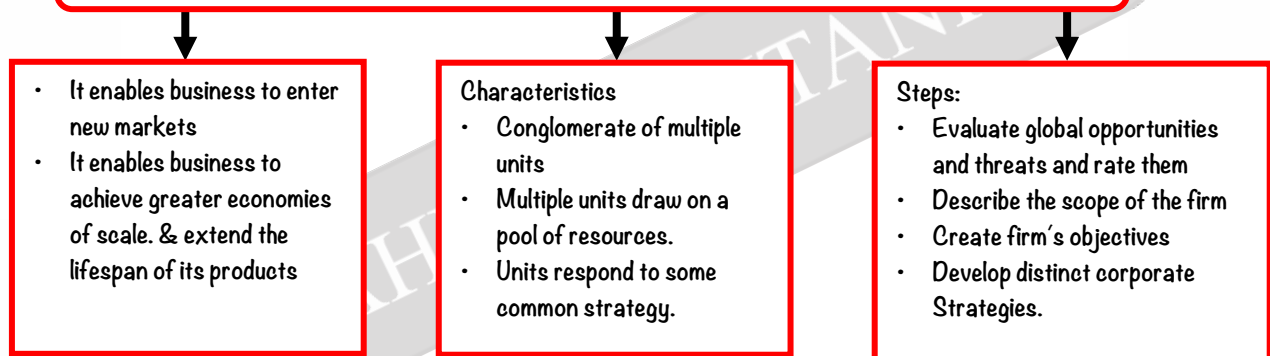 • It enables business to enter
new markets
• It enables business to
achieve greater economies
of scale. & extend the
lifespan of its products
Characteristics
• Conglomerate of multiple
units
• Multiple units draw on a
pool of resources.
• Units respond to some
common strategy.
Steps:
• Evaluate global opportunities
and threats and rate them
• Describe the scope of the firm
• Create firm's objectives
• Develop distinct corporate
Strategies.